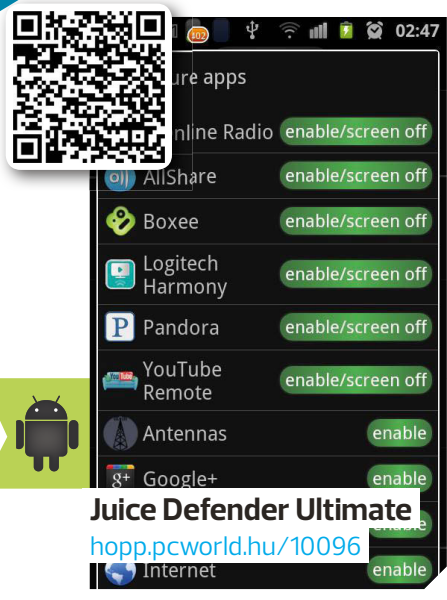 102
02:47
ure apps
nline Radio enable/screen off
AllShare enable/screen off
Boxee enable/screen off
Logitech
Harmony
enable/screen off
P Pandora enable/screen off
YouTube
Remote
enable/screen off
Antennas enable
g+ Google+ enable
Juice Defender Ultimate
enable
hopp.pcworld.hu/10096
Internet enable